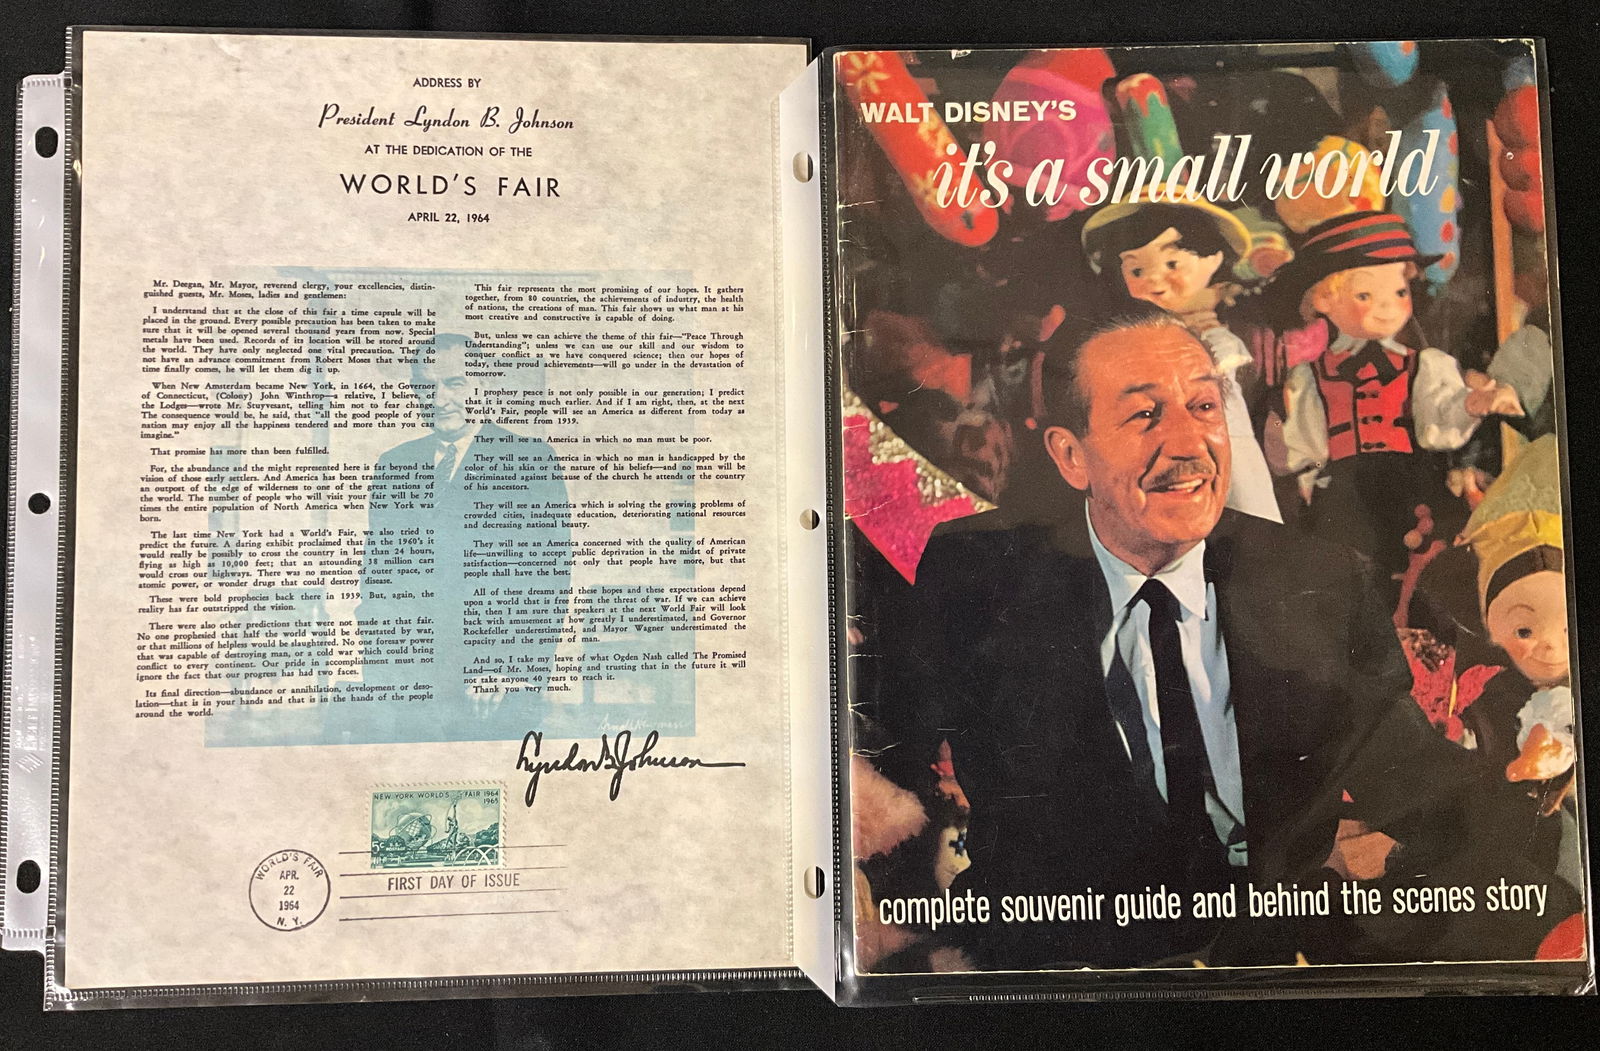 ADDRESS BY
President Lyndon B. Johnson
AT THE DEDICATION OF THE
WORLD'S FAIR
APRIL 22, 1964
Mr. Deegan, Mr. Mayor, reverend clergy, your excellencies, distin-
guished guests, Mr. Moses, ladies and gentlemen:
I understand that at the close of this fair a time capsule will be
placed in the ground. Every possible precaution has been taken to make
sure that it will be opened several thousand years from now. Special
metals have been used. Records of its location will be stored around
the world. They have only neglected one vital precaution. They do
not have an advance commitment from Robert Moses that when the
time finally comes, he will let them dig it up.
When New Amsterdam became New York, in 1664, the Governor
of Connecticut, (Colony) John Winthrop—a relative, I believe, of
the Lodges—wrote Mr. Stuyvesant, telling him not to fear change.
The consequence would be, he said, that "all the good people of your
nation may enjoy all the happiness tendered and more than you can
imagine."
That promise has more than been fulfilled.
For, the abundance and the might represented here is far beyond the
vision of those early settlers. And America has been transformed from
an outpost of the edge of wilderness to one of the great nations of
the world. The number of people who will visit your fair will be 70
times the entire population of North America when New York was
born.
The last time New York had a World's Fair, we also tried to
predict the future. A daring exhibit proclaimed that in the 1960's it
would really be possibly to cross the country in less than 24 hours,
flying as high as 10,000 feet; that an astounding 38 million cars
would cross our highways. There was no mention of outer space, or
atomic power, or wonder drugs that could destroy disease.
These were bold prophecies back there in 1939. But, again, the
reality has far outstripped the vision.
There were also other predictions that were not made at that fair.
No one prophesied that half the world would be devastated by war,
or that millions of helpless would be slaughtered. No one foresaw power
that was capable of destroying man, or a cold war which could bring
conflict to every continent. Our pride in accomplishment must not
ignore the fact that our progress has had two faces.
Its final direction—abundance or annihilation, development or deso-
lation—that is in your hands and that is in the hands of the people
around the world.
This fair represents the most promising of our hopes. It gathers
together, from 80 countries, the achievements of industry, the health
of nations, the creations of man. This fair shows us what man at his
most creative and constructive is capable of doing.
But, unless we can achieve the theme of this fair—"Peace Through
Understanding"; unless we can use our skill and our wisdom to
conquer conflict as we have conquered science; then our hopes of
today, these proud achievements—will go under in the devastation of
tomorrow.
I prophesy peace is not only possible in our generation; I predict
that it is coming much earlier. And if I am right, then, at the next
World's Fair, people will see an America as different from today as
we are different from 1939.
They will see an America in which no man must be poor.
They will see an America in which no man is handicapped by the
color of his skin or the nature of his beliefs—and no man will be
discriminated against because of the church he attends or the country
of his ancestors.
They will see an America which is solving the growing problems of
crowded cities, inadequate education, deteriorating national resources
and decreasing national beauty.
They will see an America concerned with the quality of American
life—unwilling to accept public deprivation in the midst of private
satisfaction—concerned not only that people have more, but that
people shall have the best.
All of these dreams and these hopes and these expectations depend
upon a world that is free from the threat of war. If we can achieve
this, then I am sure that speakers at the next World Fair will look
back with amusement at how greatly I underestimated, and Governor
Rockefeller underestimated, and Mayor Wagner underestimated the
capacity and the genius of man.
And so, I take my leave of what Ogden Nash called The Promised
Land—of Mr. Moses, hoping and trusting that in the future it will
not take anyone 40 years to reach it.
Thank you very much.
Lyndon B Johnson
NEW YORK WORLD'S FAIR 1964
1965
5c U.S.
POSTAGE
WORLD'S FAIR
APR.
22
1964
N. Y.
FIRST DAY OF ISSUE
WALT DISNEY'S
it's a small world
complete souvenir guide and behind the scenes story